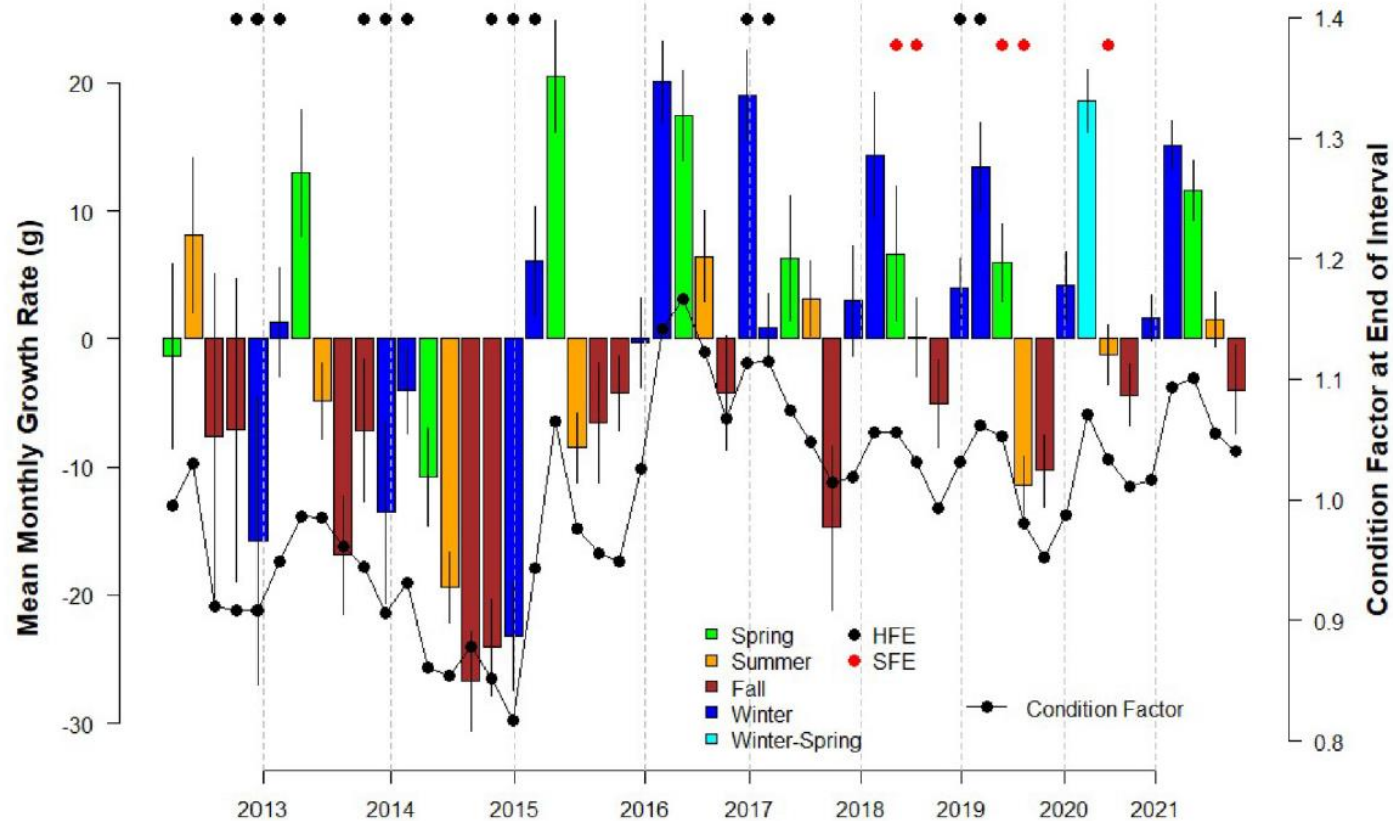 Mean Monthly Growth Rate (g)
20
10
0
-10
-20
-30
1.4
1.3
1.2
1.1
1.0
0.9
0.8
Condition Factor at End of Interval
Spring
Summer
Fall
Winter
Winter-Spring
HFE
SFE
Condition Factor
2013 2014 2015 2016 2017 2018 2019 2020 2021